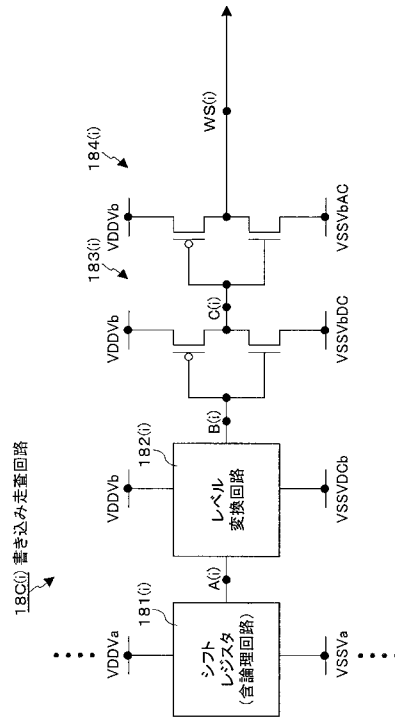 18C(i) 書き込み走査回路
VDDVa
181(i)
シフト
レジスタ
(含論理回路)
VSSVa
A(i)
VDDVb
182(i)
レベル
変換回路
VSSVDCb
B(i)
183(i)
VDDVb
C(i)
VSSVbDC
184(i)
VDDVb
VSSVbAC
WS(i)